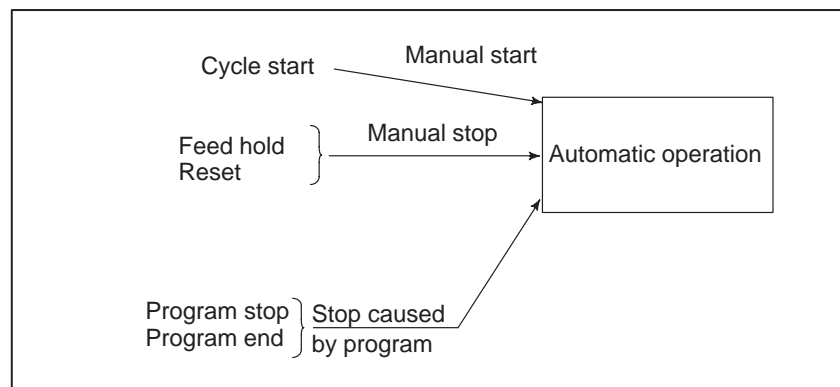 Cycle start
Manual start
Feed hold
Reset
Manual stop
Automatic operation
Program stop
Program end
Stop caused
by program